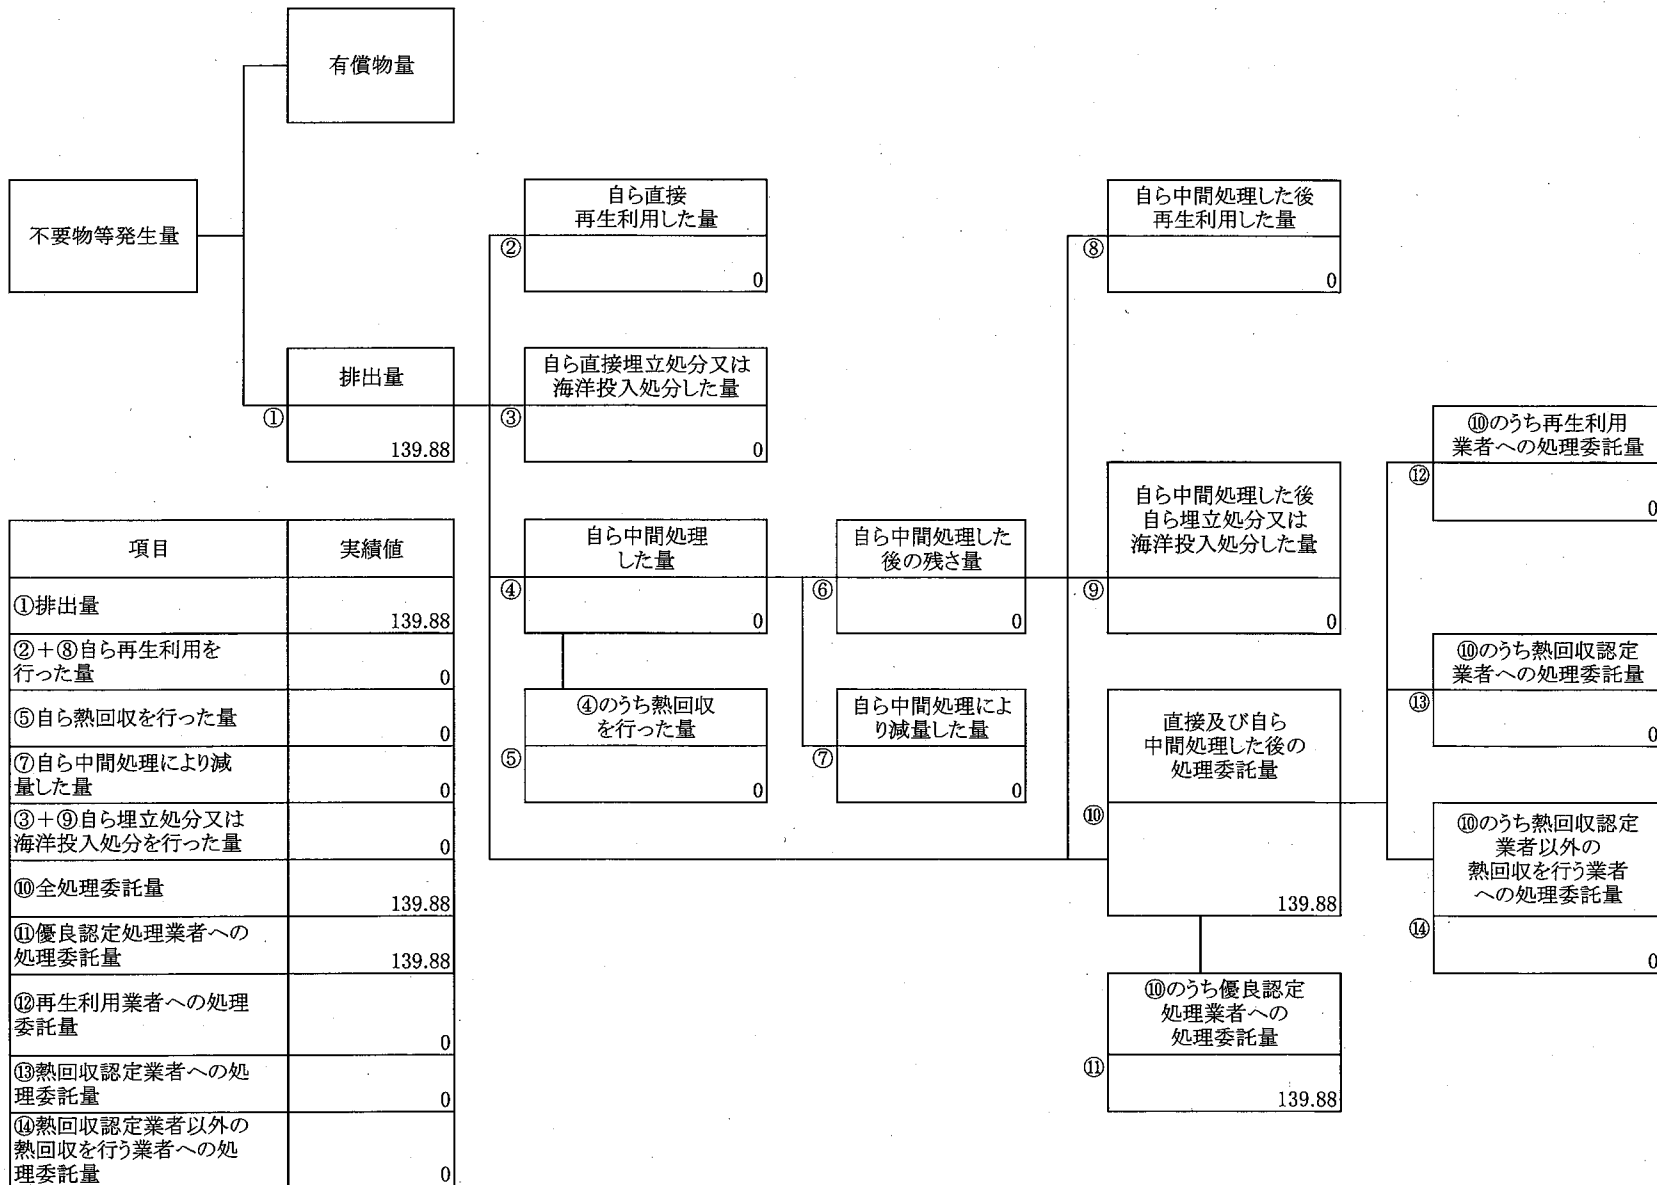 有償物量
不要物等発生量
排出量
①
139.88
自ら直接
再生利用した量
②
0
自ら直接埋立処分又は
海洋投入処分した量
③
0
自ら中間処理
した量
④
0
④のうち熱回収
を行った量
⑤
0
自ら中間処理した
後の残さ量
⑥
0
自ら中間処理によ
り減量した量
⑦
0
自ら中間処理した後
再生利用した量
⑧
0
自ら中間処理した後
自ら埋立処分又は
海洋投入処分した量
⑨
0
直接及び自ら
中間処理した後の
処理委託量
⑩
139.88
⑩のうち優良認定
処理業者への
処理委託量
⑪
139.88
⑩のうち再生利用
業者への処理委託量
⑫
0
⑩のうち熱回収認定
業者への処理委託量
⑬
0
⑩のうち熱回収認定
業者以外の
熱回収を行う業者
への処理委託量
⑭
0
項目 実績値
①排出量
139.88
②+⑧自ら再生利用を
行った量
0
⑤自ら熱回収を行った量
0
⑦自ら中間処理により減
量した量
0
③+⑨自ら埋立処分又は
海洋投入処分を行った量
0
⑩全処理委託量
139.88
⑪優良認定処理業者への
処理委託量
139.88
⑫再生利用業者への処理
委託量
0
⑬熱回収認定業者への処
理委託量
0
⑭熱回収認定業者以外の
熱回収を行う業者への処
理委託量
0